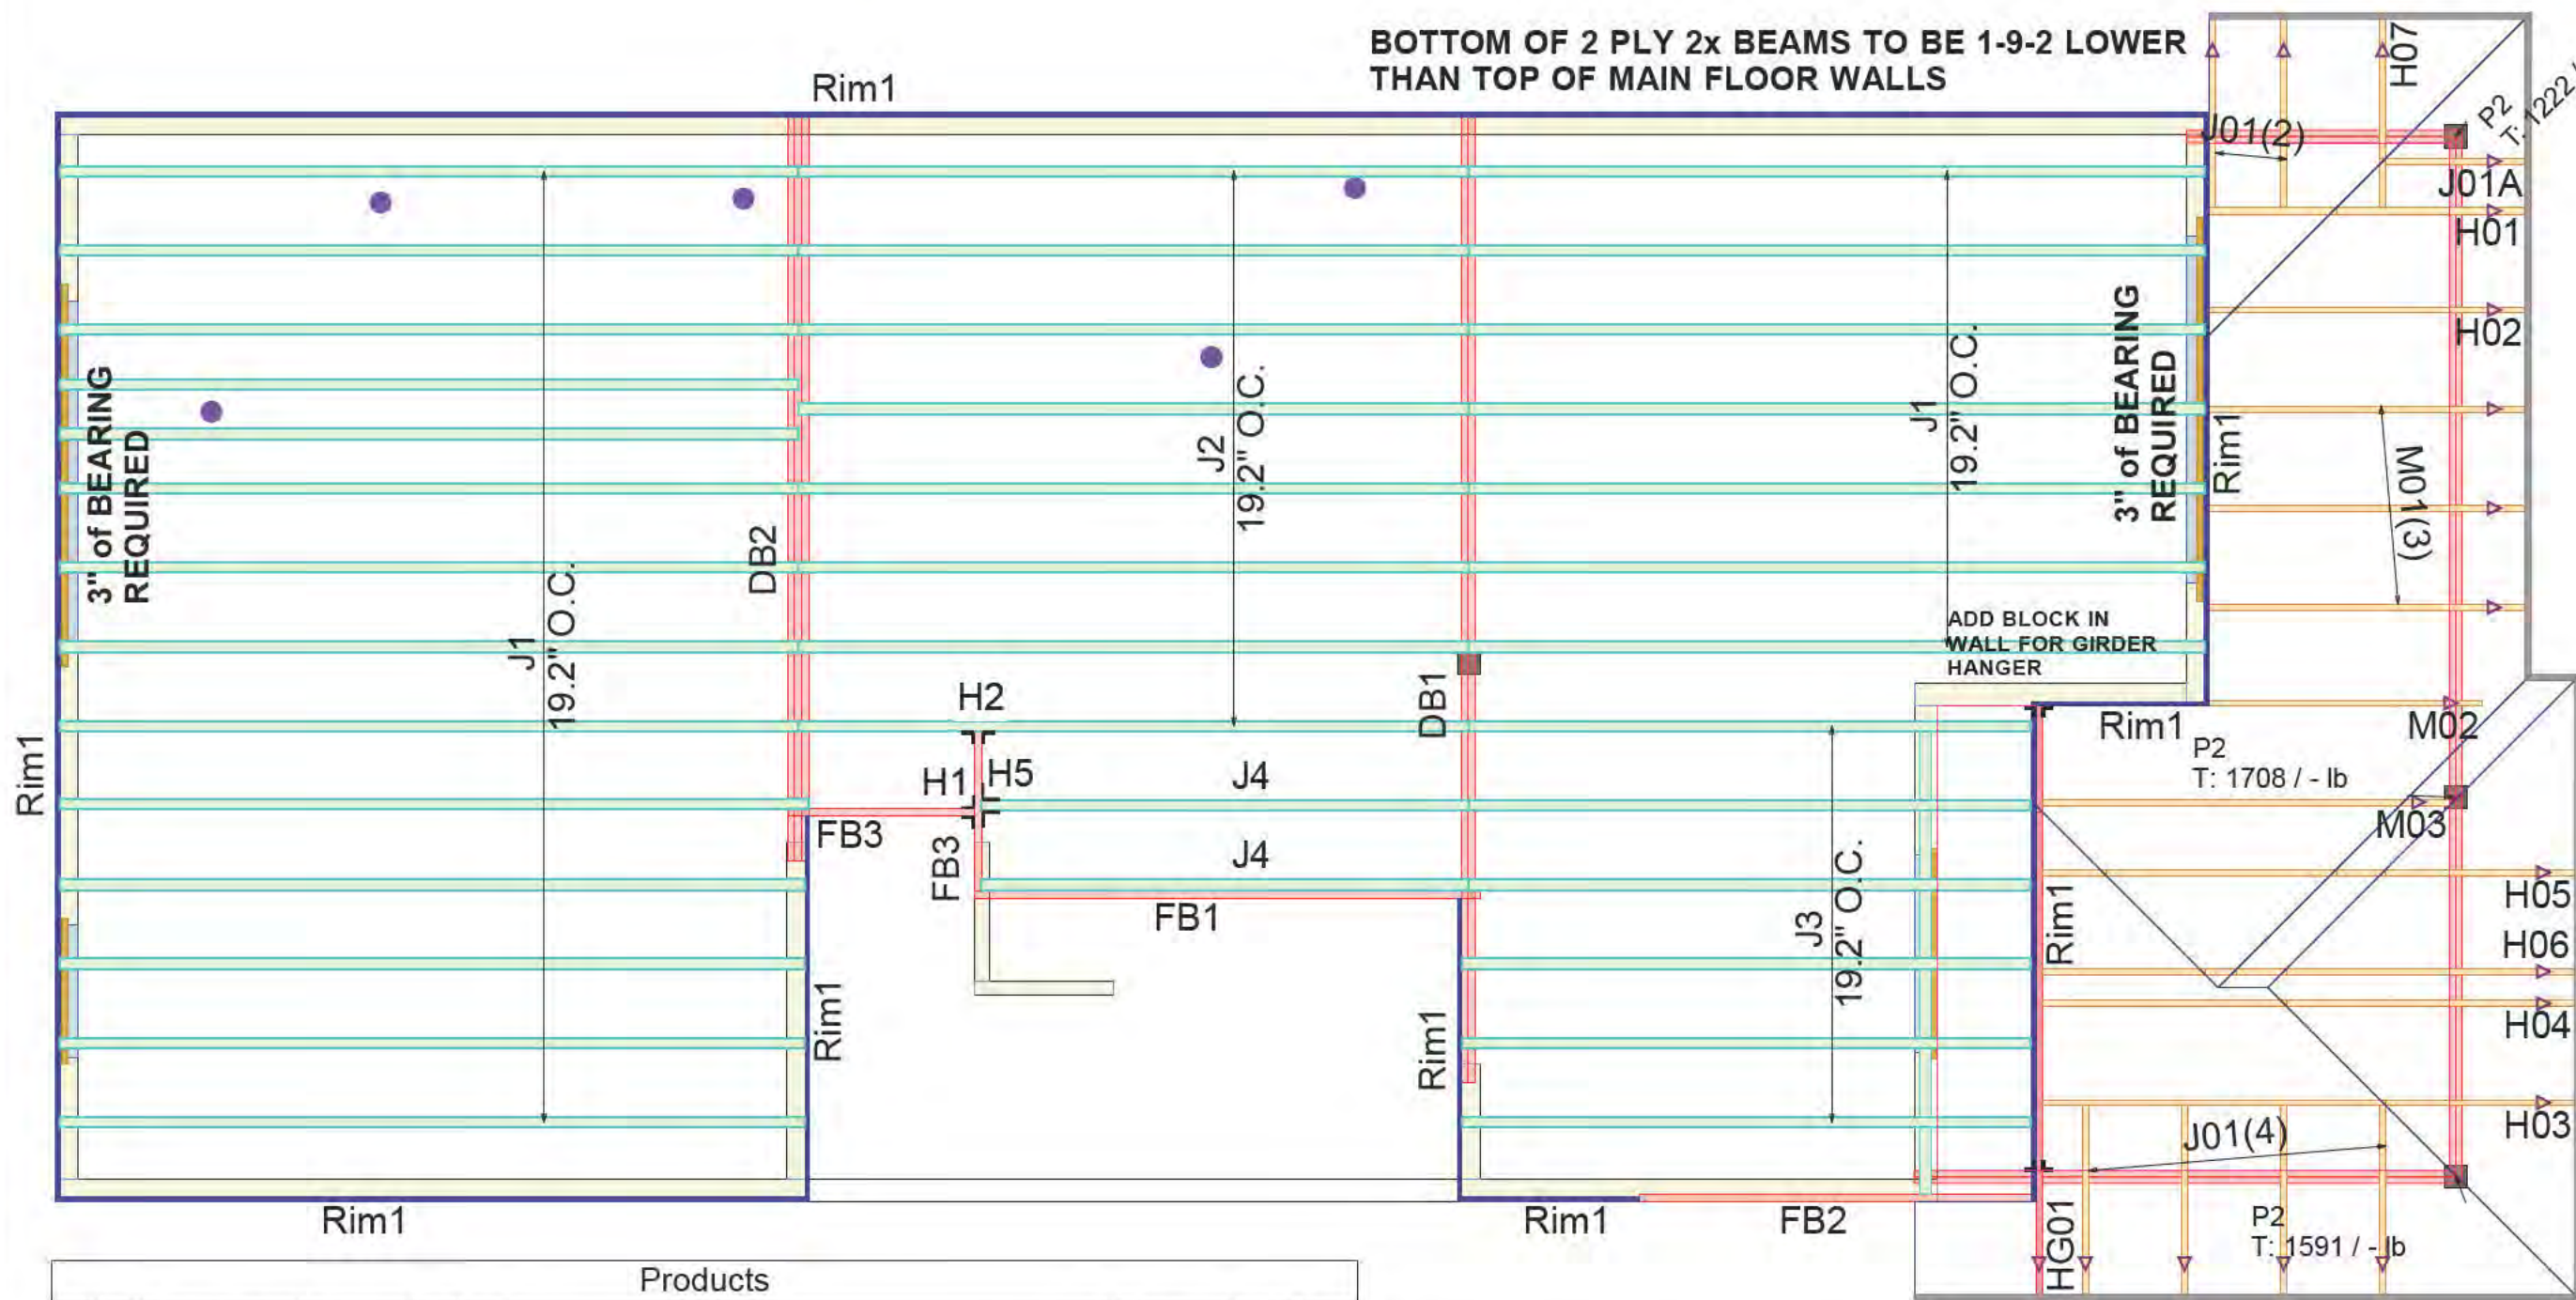 BOTTOM OF 2 PLY 2x BEAMS TO BE 1-9-2 LOWER
THAN TOP OF MAIN FLOOR WALLS
Rim1
H07
P2
T: 1222 /
J01(2)
J01A
H01
H02
3" of BEARING
REQUIRED
J1
19.2" O.C.
DB2
J2
19.2" O.C.
J1
19.2" O.C.
3" of BEARING
REQUIRED
Rim1
M01(3)
ADD BLOCK IN
WALL FOR GIRDER
HANGER
Rim1
H2
H1
H5
J4
DB1
Rim1
M02
P2
T: 1708 / - lb
M03
FB3
FB3
J4
FB1
J3
19.2" O.C.
Rim1
H05
H06
H04
H03
Rim1
Rim1
J01(4)
Rim1
Rim1
FB2
HG01
P2
T: 1591 / - lb
Products